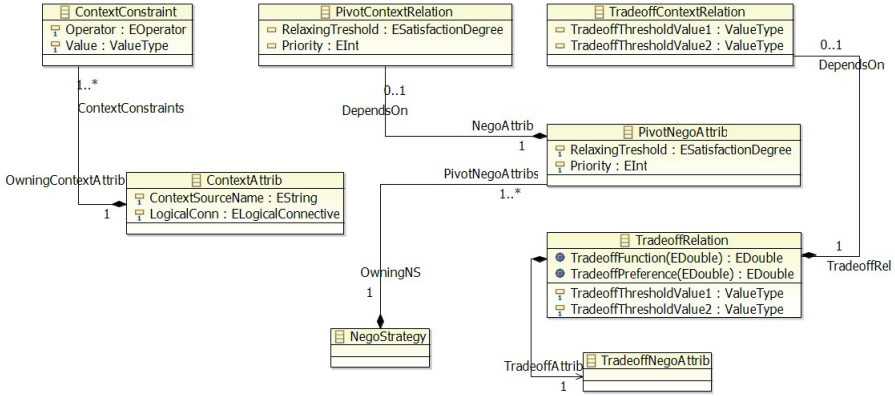 ContextConstraint
Operator : EOperator
Value : ValueType
PivotContextRelation
RelaxingTreshold : ESatisfactionDegree
Priority : EInt
TradeoffContextRelation
TradeoffThresholdValue1 : ValueType
TradeoffThresholdValue2 : ValueType
1..*
ContextConstraints
0..1
DependsOn
0..1
DependsOn
NegoAttrib
1
PivotNegoAttrib
RelaxingTreshold : ESatisfactionDegree
Priority : EInt
OwningContextAttrib
1
ContextAttrib
ContextSourceName : EString
LogicalConn : ELogicalConnective
PivotNegoAttribs
1..*
TradeoffRelation
TradeoffFunction(EDouble) : EDouble
TradeoffPreference(EDouble) : EDouble
TradeoffThresholdValue1 : ValueType
TradeoffThresholdValue2 : ValueType
1
TradeoffRel
OwningNS
1
NegoStrategy
TradeoffAttrib
1
TradeoffNegoAttrib